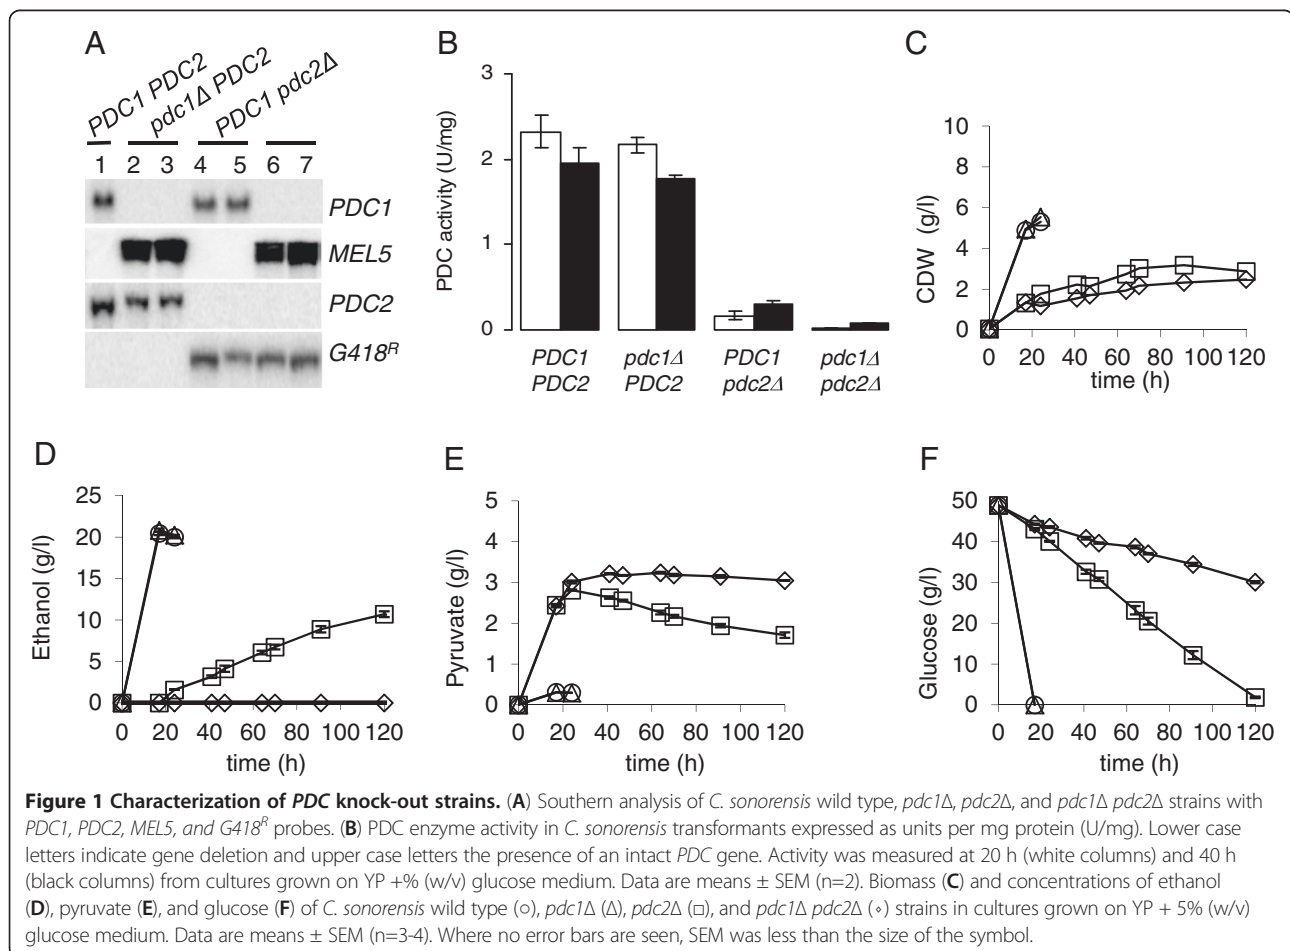 A
PDC1 PDC2
pdc1Δ PDC2
PDC1 pdc2Δ
1 2 3 4 5 6 7
PDC1
MEL5
PDC2
G418R
B
PDC activity (U/mg)
3
2
1
0
PDC1 pdc1Δ PDC1 pdc1Δ
PDC2 PDC2 pdc2Δ pdc2Δ
C
CDW (g/l)
10
8
6
4
2
0
0 20 40 60 80 100 120
time (h)
D
Ethanol (g/l)
25
20
15
10
5
0
0 20 40 60 80 100 120
time (h)
E
Pyruvate (g/l)
5
4
3
2
1
0
0 20 40 60 80 100 120
time (h)
F
Glucose (g/l)
50
40
30
20
10
0
0 20 40 60 80 100 120
time (h)
Figure 1 Characterization of PDC knock-out strains. (A) Southern analysis of C. sonorensis wild type, pdc1Δ, pdc2Δ, and pdc1Δ pdc2Δ strains with
PDC1, PDC2, MEL5, and G418R probes. (B) PDC enzyme activity in C. sonorensis transformants expressed as units per mg protein (U/mg). Lower case
letters indicate gene deletion and upper case letters the presence of an intact PDC gene. Activity was measured at 20 h (white columns) and 40 h
(black columns) from cultures grown on YP +% (w/v) glucose medium. Data are means ± SEM (n=2). Biomass (C) and concentrations of ethanol
(D), pyruvate (E), and glucose (F) of C. sonorensis wild type (○), pdc1Δ (Δ), pdc2Δ (□), and pdc1Δ pdc2Δ (⋄) strains in cultures grown on YP + 5% (w/v)
glucose medium. Data are means ± SEM (n=3-4). Where no error bars are seen, SEM was less than the size of the symbol.